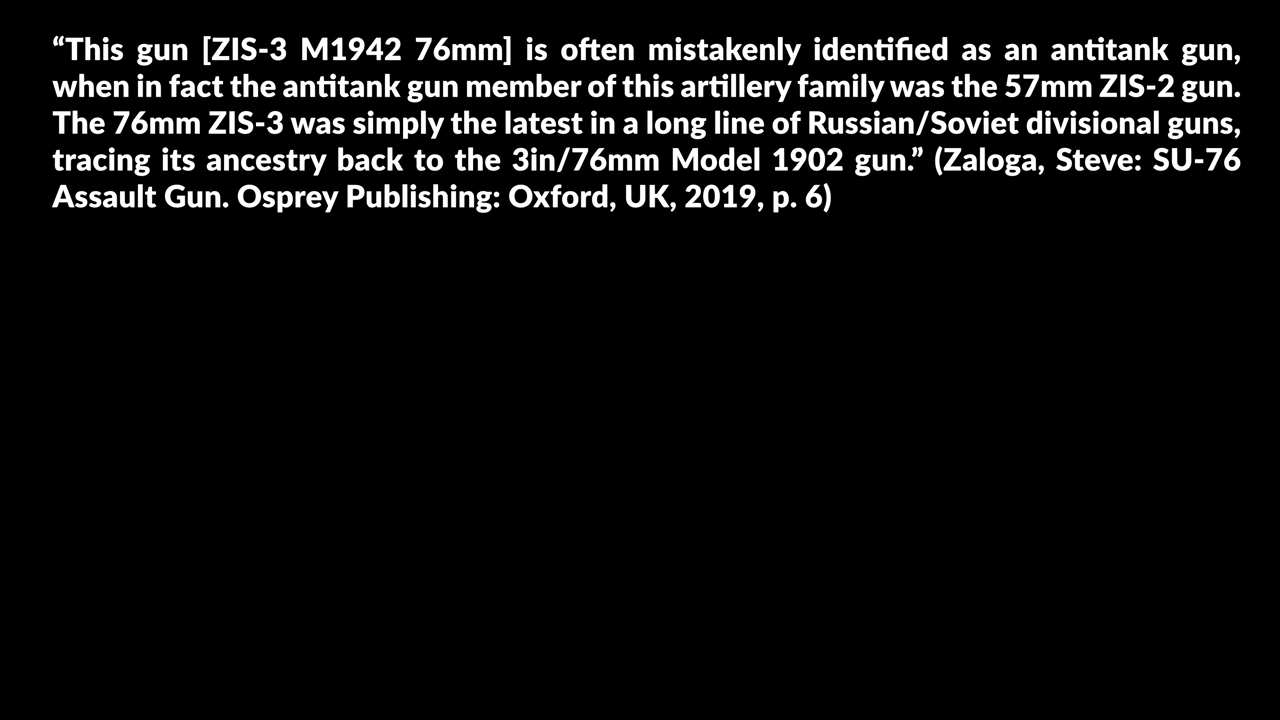 “This gun [ZIS-3 M1942 76mm] is often mistakenly identified as an antitank gun,
when in fact the antitank gun member of this artillery family was the 57mm ZIS-2 gun.
The 76mm ZIS-3 was simply the latest in a long line of Russian/Soviet divisional guns,
tracing its ancestry back to the 3in/76mm Model 1902 gun.” (Zaloga, Steve: SU-76
Assault Gun. Osprey Publishing: Oxford, UK, 2019, p. 6)